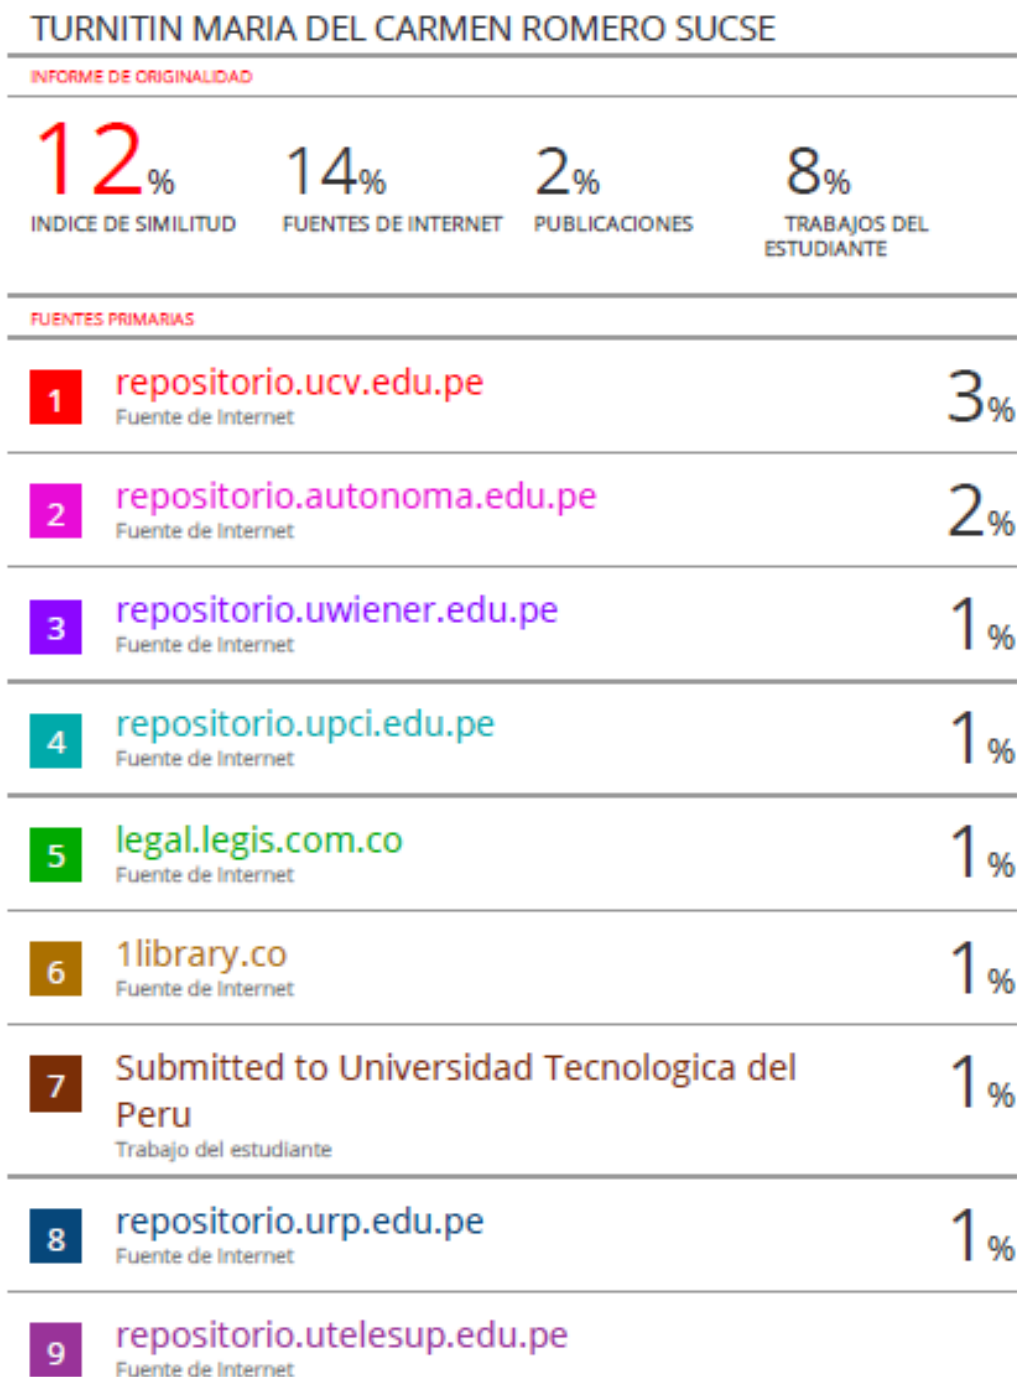 TURNITIN MARIA DEL CARMEN ROMERO SUCSE
INFORME DE ORIGINALIDAD
12% 14% 2% 8%
INDICE DE SIMILITUD FUENTES DE INTERNET PUBLICACIONES TRABAJOS DEL
ESTUDIANTE
FUENTES PRIMARIAS
1 repositorio.ucv.edu.pe 3%
Fuente de Internet
2 repositorio.autonoma.edu.pe 2%
Fuente de Internet
3 repositorio.uwiener.edu.pe 1%
Fuente de Internet
4 repositorio.upci.edu.pe 1%
Fuente de Internet
5 legal.legis.com.co 1%
Fuente de Internet
6 1library.co 1%
Fuente de Internet
7 Submitted to Universidad Tecnologica del 1%
Peru
Trabajo del estudiante
8 repositorio.urp.edu.pe 1%
Fuente de Internet
9 repositorio.utelesup.edu.pe
Fuente de Internet